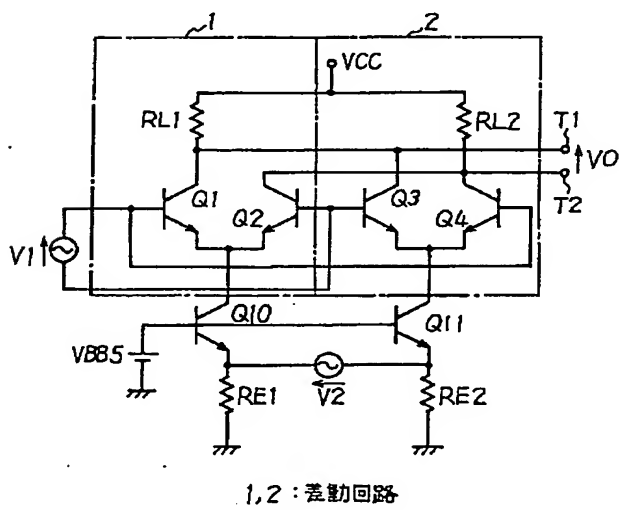 1
2
VCC
RL1
RL2
T1
VO
T2
Q1
Q2
Q3
Q4
V1
Q10
Q11
VBB5
V2
RE1
RE2
1,2：差動回路